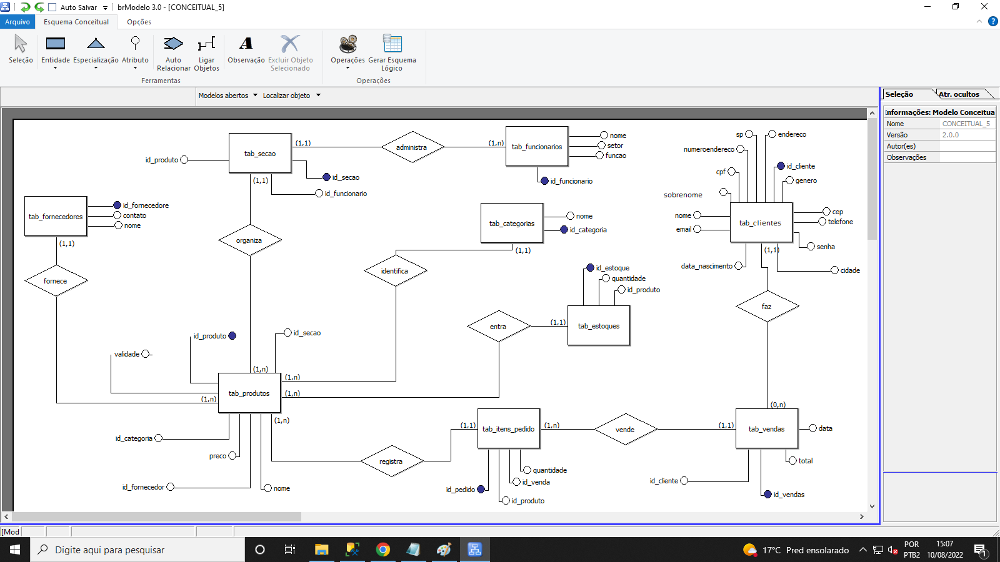 Auto Salvar
brModelo 3.0 - [CONCEITUAL_5]
Arquivo
Esquema Conceitual
Opções
Seleção
Entidade
Especialização
Atributo
Auto
Relacionar
Ligar
Objetos
Observação
Excluir Objeto
Selecionado
Operações
Gerar Esquema
Lógico
Ferramentas
Operações
Modelos abertos
Localizar objeto
Seleção
Atr. ocultos
Informações: Modelo Conceitua
Nome
CONCEITUAL_5
Versão
2.0.0
Autor(es)
Observações
tab_secao
id_produto
(1,1)
id_secao
(1,1)
id_funcionario
administra
(1,n)
tab_funcionarios
nome
setor
funcao
id_funcionario
sp
endereco
numeroendereco
id_cliente
cpf
genero
sobrenome
nome
email
tab_clientes
cep
telefone
senha
(1,1)
data_nascimento
cidade
tab_fornecedores
id_fornecedore
contato
nome
(1,1)
fornece
organiza
tab_categorias
nome
id_categoria
(1,1)
identifica
id_estoque
quantidade
id_produto
tab_estoques
(1,1)
entra
faz
id_produto
validade
id_secao
(1,n)
(1,n)
(1,n)
(1,n)
(1,n)
tab_produtos
id_categoria
preco
id_fornecedor
nome
registra
(1,1)
tab_itens_pedido
(1,n)
quantidade
id_venda
id_pedido
id_produto
vende
(1,1)
(0,n)
tab_vendas
data
total
id_cliente
id_vendas
[Mod
Digite aqui para pesquisar
17°C Pred ensolarado
POR
PTB2
15:07
10/08/2022
1